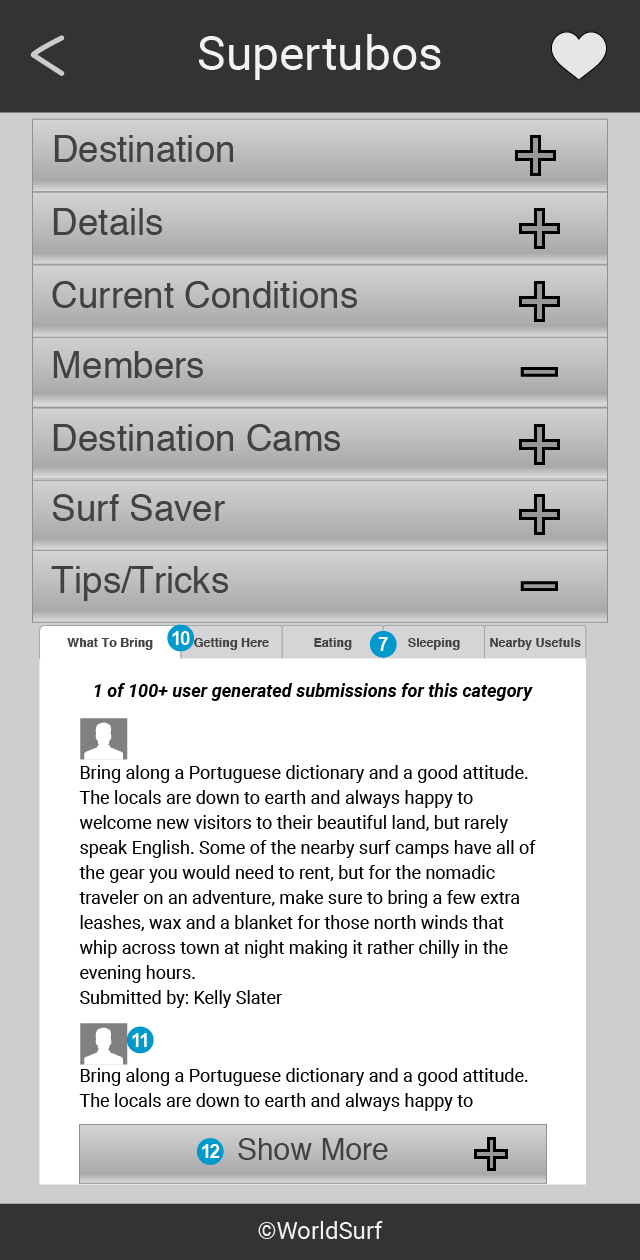 Supertubos
Destination
Details
Current Conditions
Members
Destination Cams
Surf Saver
Tips/Tricks
What To Bring 10 Getting Here Eating 7 Sleeping Nearby Usefuls
1 of 100+ user generated submissions for this category
Bring along a Portuguese dictionary and a good attitude.
The locals are down to earth and always happy to
welcome new visitors to their beautiful land, but rarely
speak English. Some of the nearby surf camps have all of
the gear you would need to rent, but for the nomadic
traveler on an adventure, make sure to bring a few extra
leashes, wax and a blanket for those north winds that
whip across town at night making it rather chilly in the
evening hours.
Submitted by: Kelly Slater
11
Bring along a Portuguese dictionary and a good attitude.
The locals are down to earth and always happy to
12 Show More
©WorldSurf